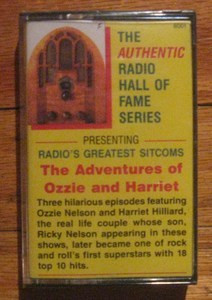 THE
AUTHENTIC
RADIO
HALL OF
FAME
SERIES
PRESENTING
RADIO'S GREATEST SITCOMS
The Adventures of
Ozzie and Harriet
Three hilarious episodes featuring
Ozzie Nelson and Harriet Hilliard,
the real life couple whose son,
Ricky Nelson appearing in these
shows, later became one of rock
and roll's first superstars with 18
top 10 hits.